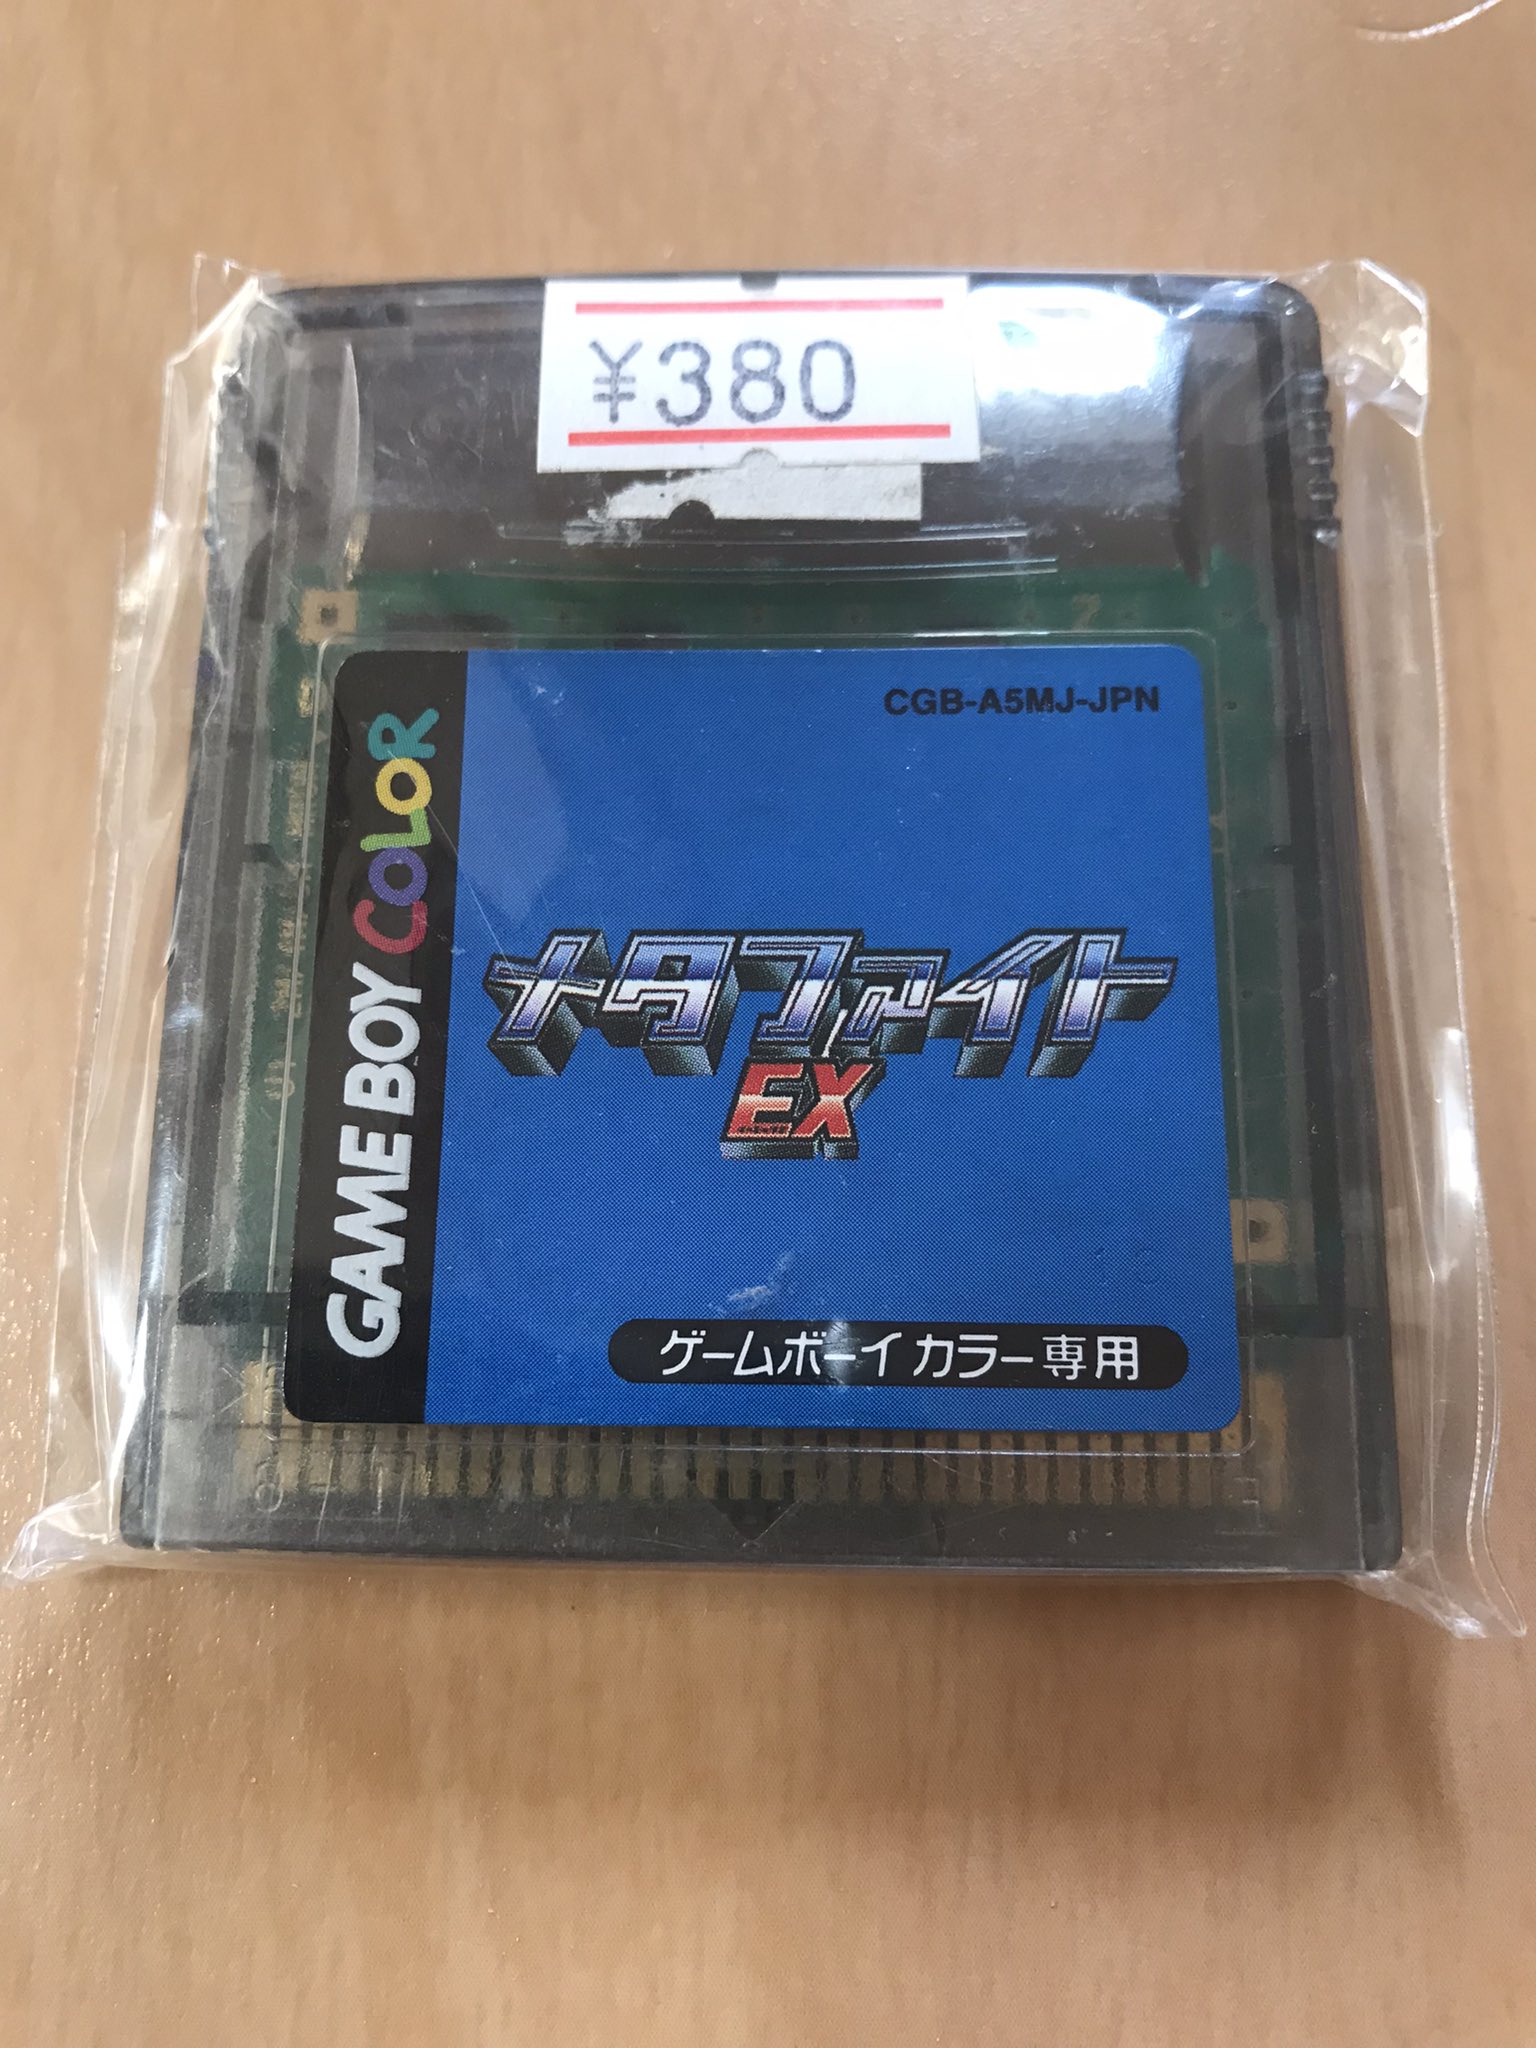 ¥380
CGB-A5MJ-JPN
GAME BOY COLOR
メタファイト
EX
ゲームボーイカラー専用